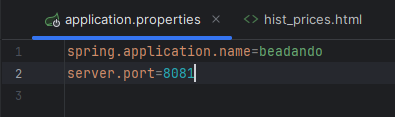 application.properties × <> hist_prices.html
1 spring.application.name=beadando
2 server.port=8081
3